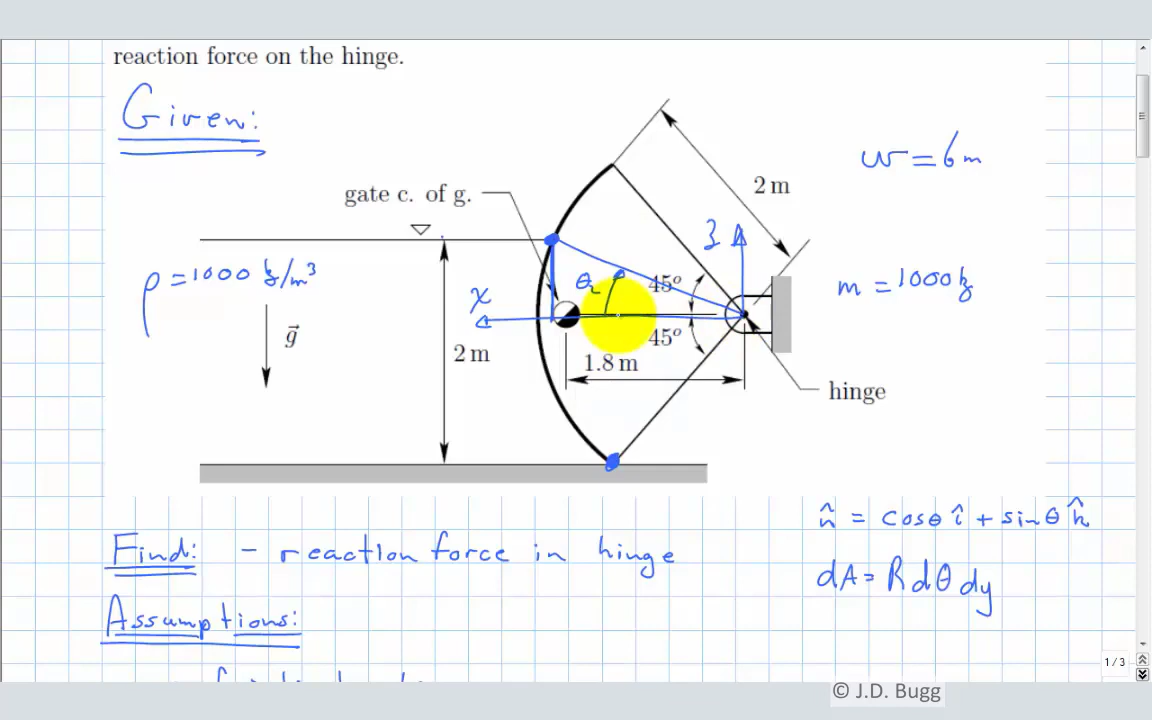 reaction force on the hinge.
Given:
w = 6 m
2 m
gate c. of g.
ρ = 1000 kg/m³
x
θ₂
45°
z
m = 1000 kg
g⃗
2 m
45°
1.8 m
hinge
n̂ = cosθ î + sinθ k̂
Find: - reaction force in hinge
dA = R dθ dy
Assumptions:
1 / 3
© J.D. Bugg